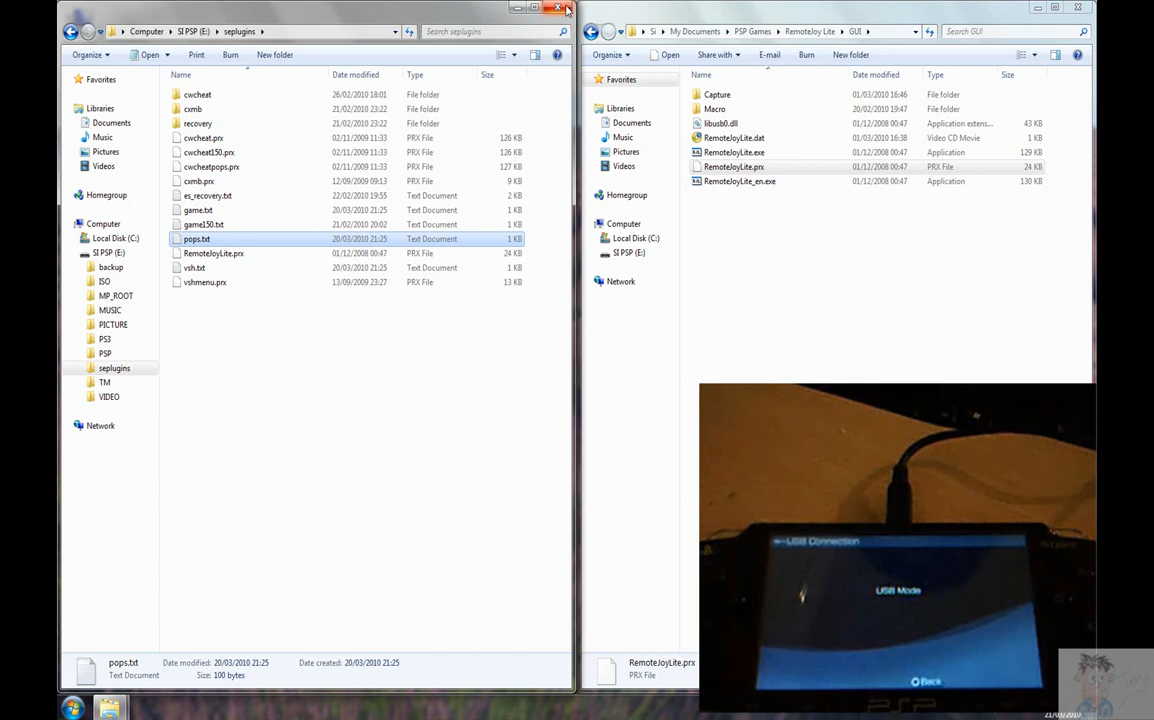 Computer ▸ SI PSP (E:) ▸ seplugins ▸
Search seplugins
Organize ▾ Open ▾ Print Burn New folder
Name Date modified Type Size
Favorites
Libraries
Documents
Music
Pictures
Videos
Homegroup
Computer
Local Disk (C:)
SI PSP (E:)
backup
ISO
MP_ROOT
MUSIC
PICTURE
PS3
PSP
seplugins
TM
VIDEO
Network
cwcheat 26/02/2010 18:01 File folder
cxmb 21/02/2010 23:22 File folder
recovery 21/02/2010 23:22 File folder
cwcheat.prx 02/11/2009 11:33 PRX File 126 KB
cwcheat150.prx 02/11/2009 11:33 PRX File 126 KB
cwcheatpops.prx 02/11/2009 11:33 PRX File 127 KB
cxmb.prx 12/09/2009 09:13 PRX File 9 KB
es_recovery.txt 22/02/2010 19:55 Text Document 2 KB
game.txt 20/03/2010 21:25 Text Document 1 KB
game150.txt 21/02/2010 20:02 Text Document 1 KB
pops.txt 20/03/2010 21:25 Text Document 1 KB
RemoteJoyLite.prx 01/12/2008 00:47 PRX File 24 KB
vsh.txt 20/03/2010 21:25 Text Document 1 KB
vshmenu.prx 13/09/2009 23:27 PRX File 13 KB
pops.txt Date modified: 20/03/2010 21:25 Date created: 20/03/2010 21:25
Text Document Size: 100 bytes
Si ▸ My Documents ▸ PSP Games ▸ RemoteJoy Lite ▸ GUI ▸
Search GUI
Organize ▾ Open Share with ▾ E-mail Burn New folder
Name Date modified Type Size
Favorites
Libraries
Documents
Music
Pictures
Videos
Homegroup
Computer
Local Disk (C:)
SI PSP (E:)
Network
Capture 01/03/2010 16:46 File folder
Macro 20/02/2010 19:47 File folder
libusb0.dll 01/12/2008 00:47 Application extens... 43 KB
RemoteJoyLite.dat 01/03/2010 16:38 Video CD Movie 1 KB
RemoteJoyLite.exe 01/12/2008 00:47 Application 129 KB
RemoteJoyLite.prx 01/12/2008 00:47 PRX File 24 KB
RemoteJoyLite_en.exe 01/12/2008 00:47 Application 130 KB
RemoteJoyLite.prx
PRX File
USB Connection
USB Mode
Back
PSP